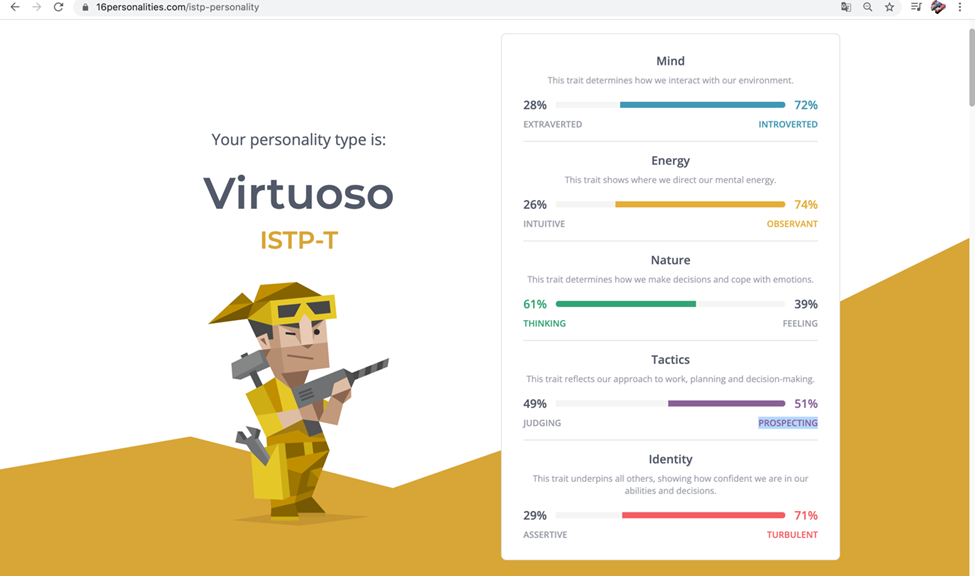 16personalities.com/istp-personality
Your personality type is:
Virtuoso
ISTP-T
Mind
This trait determines how we interact with our environment.
28% 72%
EXTRAVERTED INTROVERTED
Energy
This trait shows where we direct our mental energy.
26% 74%
INTUITIVE OBSERVANT
Nature
This trait determines how we make decisions and cope with emotions.
61% 39%
THINKING FEELING
Tactics
This trait reflects our approach to work, planning and decision-making.
49% 51%
JUDGING PROSPECTING
Identity
This trait underpins all others, showing how confident we are in our
abilities and decisions.
29% 71%
ASSERTIVE TURBULENT